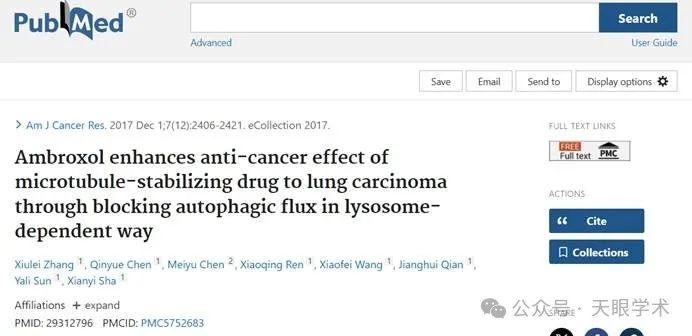 PubMed®
Search
Advanced
User Guide
Save
Email
Send to
Display options
> Am J Cancer Res. 2017 Dec 1;7(12):2406-2421. eCollection 2017.
Ambroxol enhances anti-cancer effect of
microtubule-stabilizing drug to lung carcinoma
through blocking autophagic flux in lysosome-
dependent way
Xiulei Zhang 1, Qinyue Chen 1, Meiyu Chen 2, Xiaoqing Ren 1, Xiaofei Wang 1, Jianghui Qian 1,
Yali Sun 1, Xianyi Sha 1
Affiliations + expand
PMID: 29312796 PMCID: PMC5752683
FULL TEXT LINKS
FREE
Full text
PMC
ACTIONS
Cite
Collections
SHARE
公众号 · 天眼学术
PERMALINK